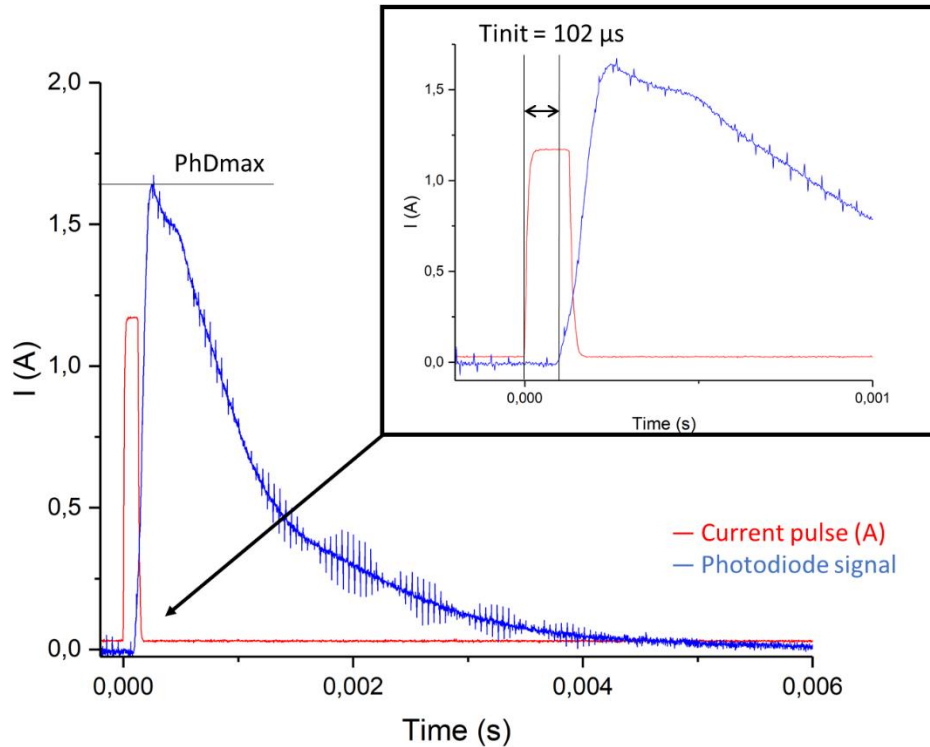 PhDmax
I (A)
2,0
1,5
1,0
0,5
0,0
0,000
0,002
0,004
0,006
Time (s)
Tinit = 102 µs
I (A)
1,5
1,0
0,5
0,0
0,000
0,001
Time (s)
Current pulse (A)
Photodiode signal